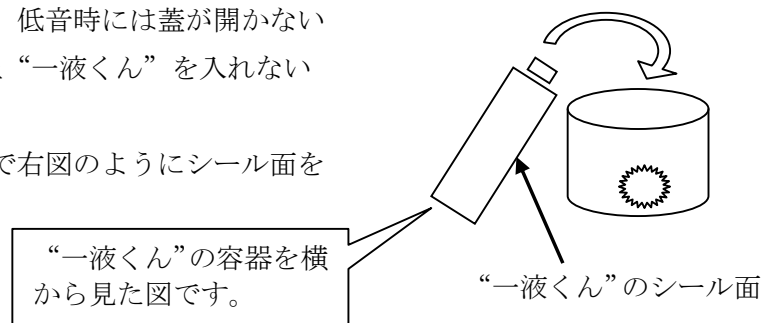 低音時には蓋が開かない
“一液くん”を入れない
で右図のようにシール面を
“一液くん”の容器を横
から見た図です。
“一液くん”のシール面